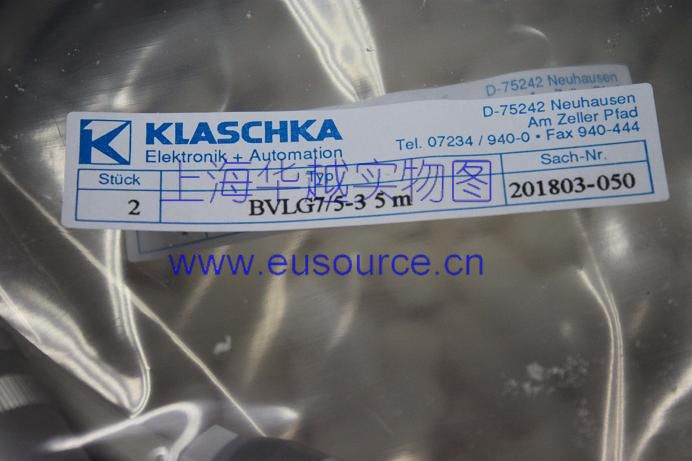 D-75242 Neuhausen
KLASCHKA
Elektronik + Automation
D-75242 Neuhausen
Am Zeller Pfad
Tel. 07234 / 940-0 • Fax 940-444
Stück
Typ
Sach-Nr.
2
BVLG7/5-3 5 m
201803-050
上海华越实物图
www.eusource.cn